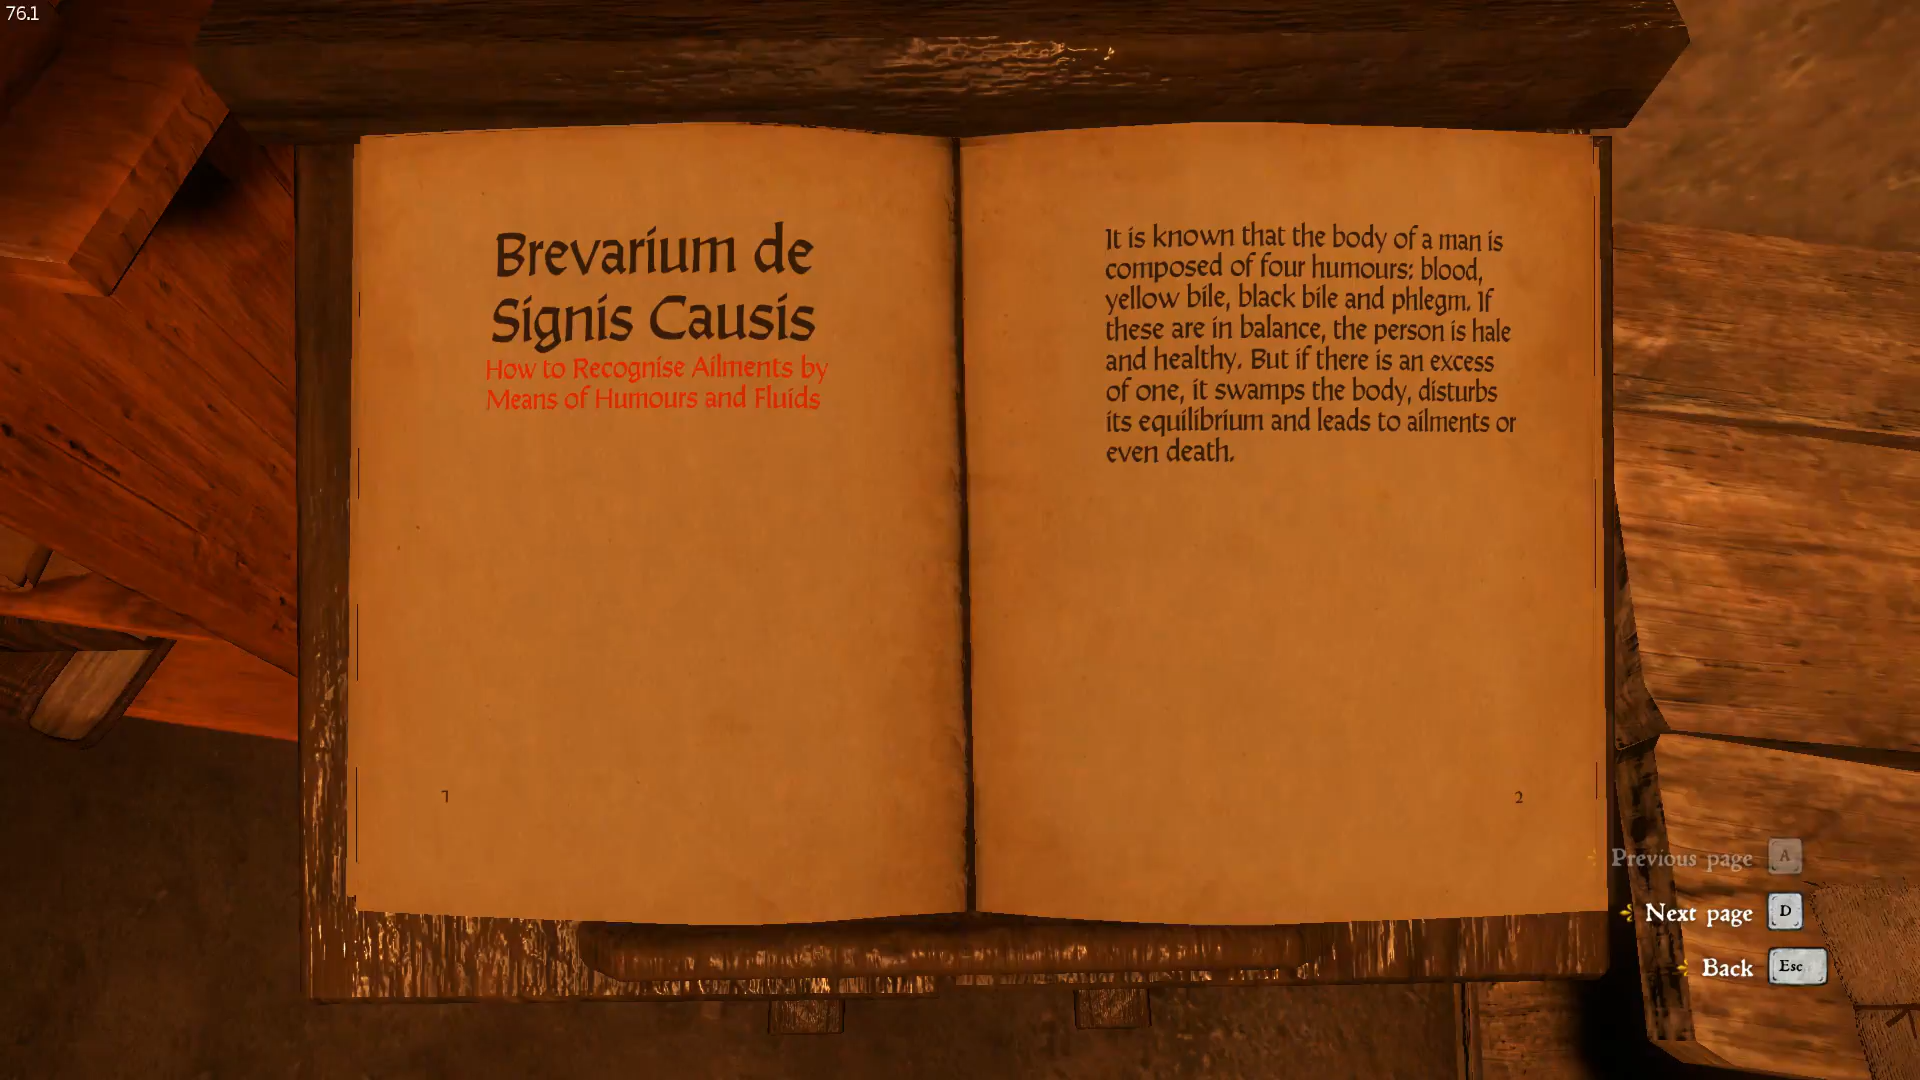 76.1
Brevarium de
Signis Causis
How to Recognise Ailments by
Means of Humours and Fluids
1
It is known that the body of a man is
composed of four humours: blood,
yellow bile, black bile and phlegm. If
these are in balance, the person is hale
and healthy. But if there is an excess
of one, it swamps the body, disturbs
its equilibrium and leads to ailments or
even death.
2
Previous page A
Next page D
Back Esc